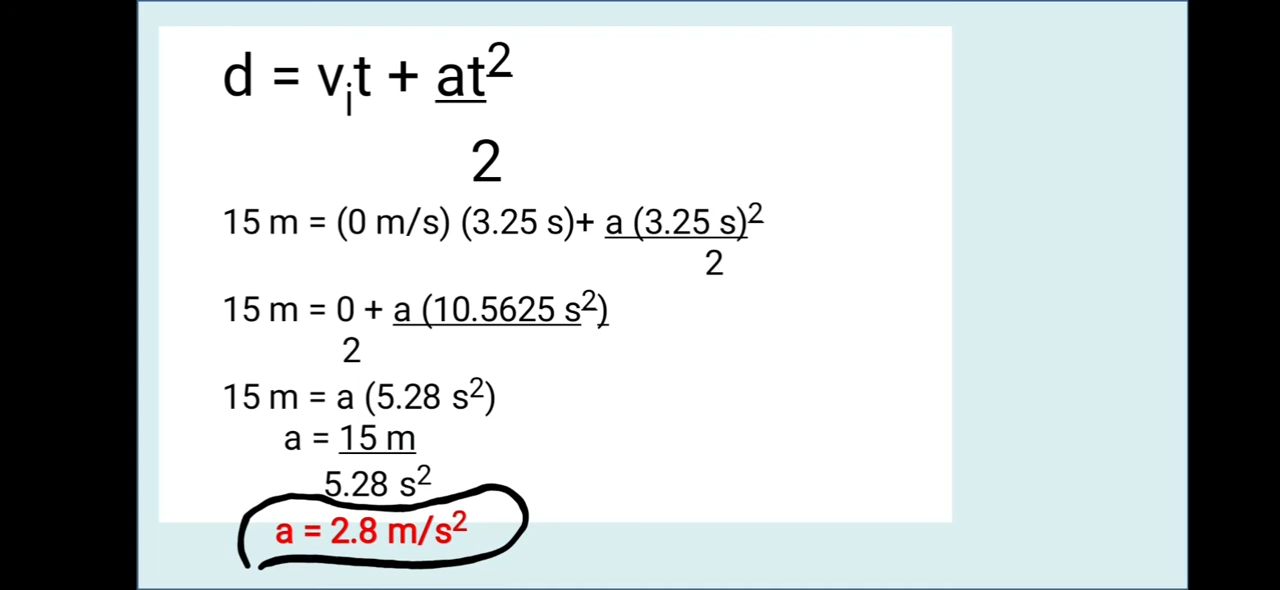 d = vᵢt + at²
2
15 m = (0 m/s) (3.25 s)+ a (3.25 s)²
2
15 m = 0 + a (10.5625 s²)
2
15 m = a (5.28 s²)
a = 15 m
5.28 s²
a = 2.8 m/s²